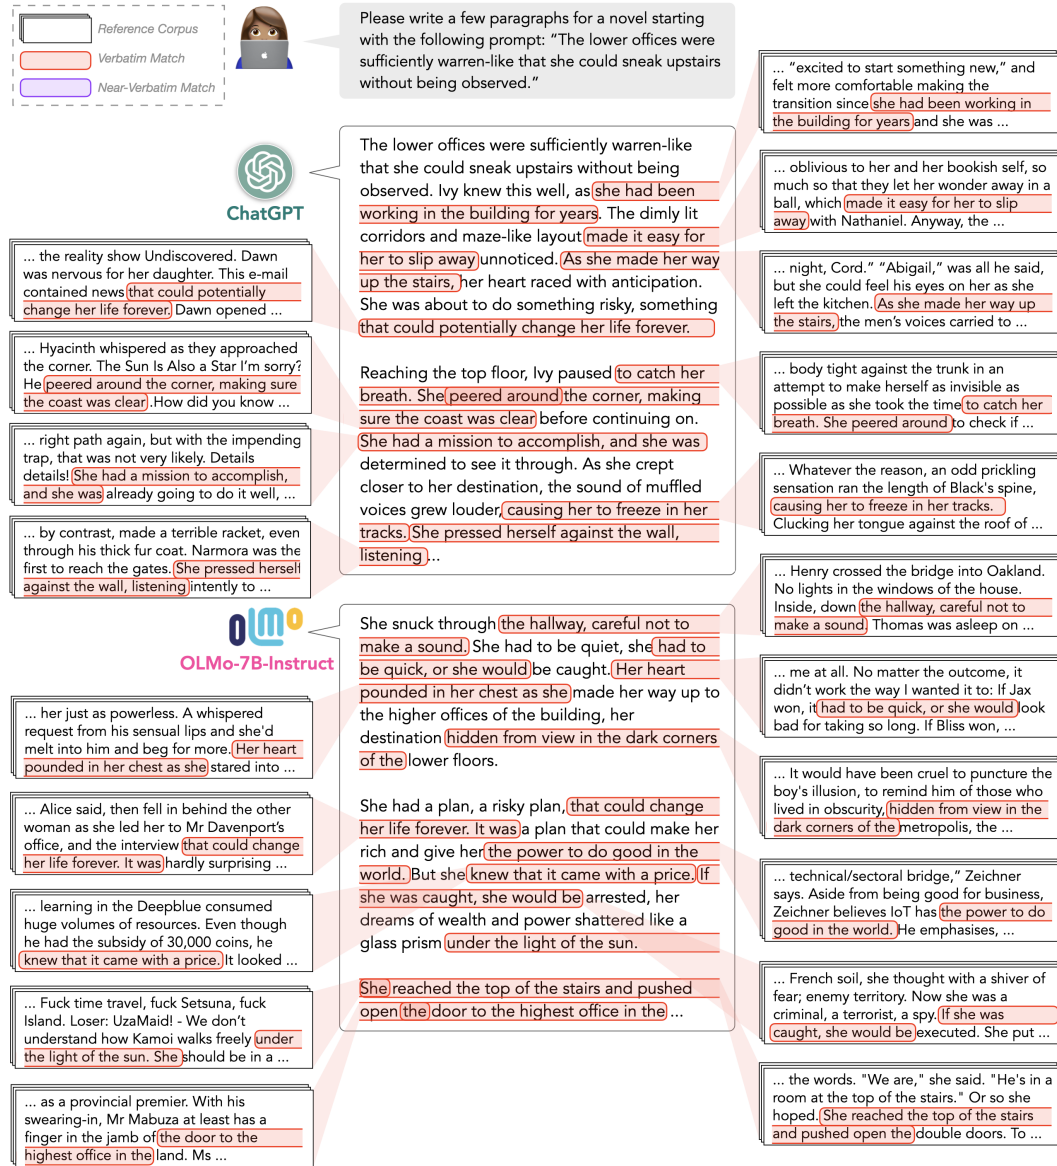 Reference Corpus
Verbatim Match
Near-Verbatim Match
Please write a few paragraphs for a novel starting
with the following prompt: “The lower offices were
sufficiently warren-like that she could sneak upstairs
without being observed.”
ChatGPT
The lower offices were sufficiently warren-like
that she could sneak upstairs without being
observed. Ivy knew this well, as she had been
working in the building for years. The dimly lit
corridors and maze-like layout made it easy for
her to slip away unnoticed. As she made her way
up the stairs, her heart raced with anticipation.
She was about to do something risky, something
that could potentially change her life forever.
Reaching the top floor, Ivy paused to catch her
breath. She peered around the corner, making
sure the coast was clear before continuing on.
She had a mission to accomplish, and she was
determined to see it through. As she crept
closer to her destination, the sound of muffled
voices grew louder, causing her to freeze in her
tracks. She pressed herself against the wall,
listening ...
... the reality show Undiscovered. Dawn
was nervous for her daughter. This e-mail
contained news that could potentially
change her life forever. Dawn opened ...
... Hyacinth whispered as they approached
the corner. The Sun Is Also a Star I’m sorry?
He peered around the corner, making sure
the coast was clear .How did you know ...
... right path again, but with the impending
trap, that was not very likely. Details
details! She had a mission to accomplish,
and she was already going to do it well, ...
... by contrast, made a terrible racket, even
through his thick fur coat. Narmora was the
first to reach the gates. She pressed herself
against the wall, listening intently to ...
... “excited to start something new,” and
felt more comfortable making the
transition since she had been working in
the building for years and she was ...
... oblivious to her and her bookish self, so
much so that they let her wonder away in a
ball, which made it easy for her to slip
away with Nathaniel. Anyway, the ...
... night, Cord.” “Abigail,” was all he said,
but she could feel his eyes on her as she
left the kitchen. As she made her way up
the stairs, the men’s voices carried to ...
... body tight against the trunk in an
attempt to make herself as invisible as
possible as she took the time to catch her
breath. She peered around to check if ...
... Whatever the reason, an odd prickling
sensation ran the length of Black's spine,
causing her to freeze in her tracks.
Clucking her tongue against the roof of ...
OLMo
OLMo-7B-Instruct
She snuck through the hallway, careful not to
make a sound. She had to be quiet, she had to
be quick, or she would be caught. Her heart
pounded in her chest as she made her way up to
the higher offices of the building, her
destination hidden from view in the dark corners
of the lower floors.
She had a plan, a risky plan, that could change
her life forever. It was a plan that could make her
rich and give her the power to do good in the
world. But she knew that it came with a price. If
she was caught, she would be arrested, her
dreams of wealth and power shattered like a
glass prism under the light of the sun.
She reached the top of the stairs and pushed
open the door to the highest office in the ...
... her just as powerless. A whispered
request from his sensual lips and she'd
melt into him and beg for more. Her heart
pounded in her chest as she stared into ...
... Alice said, then fell in behind the other
woman as she led her to Mr Davenport’s
office, and the interview that could change
her life forever. It was hardly surprising ...
... learning in the Deepblue consumed
huge volumes of resources. Even though
he had the subsidy of 30,000 coins, he
knew that it came with a price. It looked ...
... Fuck time travel, fuck Setsuna, fuck
Island. Loser: UzaMaid! - We don’t
understand how Kamoi walks freely under
the light of the sun. She should be in a ...
... as a provincial premier. With his
swearing-in, Mr Mabuza at least has a
finger in the jamb of the door to the
highest office in the land. Ms ...
... Henry crossed the bridge into Oakland.
No lights in the windows of the house.
Inside, down the hallway, careful not to
make a sound. Thomas was asleep on ...
... me at all. No matter the outcome, it
didn’t work the way I wanted it to: If Jax
won, it had to be quick, or she would look
bad for taking so long. If Bliss won, ...
... It would have been cruel to puncture the
boy's illusion, to remind him of those who
lived in obscurity, hidden from view in the
dark corners of the metropolis, the ...
... technical/sectoral bridge,” Zeichner
says. Aside from being good for business,
Zeichner believes IoT has the power to do
good in the world. He emphasises, ...
... French soil, she thought with a shiver of
fear; enemy territory. Now she was a
criminal, a terrorist, a spy. If she was
caught, she would be executed. She put ...
... the words. "We are," she said. "He's in a
room at the top of the stairs." Or so she
hoped. She reached the top of the stairs
and pushed open the double doors. To ...